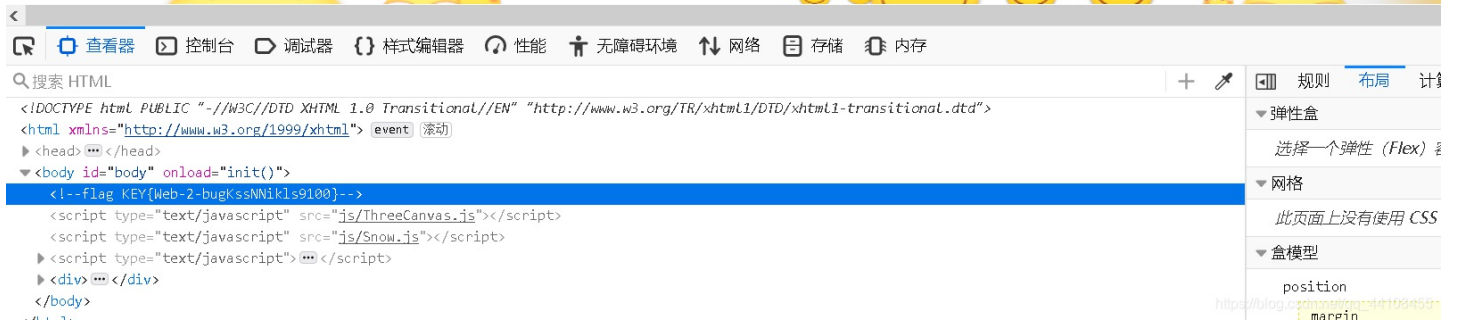 查看器 控制台 调试器 {} 样式编辑器 性能 无障碍环境 网络 存储 内存
搜索 HTML
规则 布局
<!DOCTYPE html PUBLIC "-//W3C//DTD XHTML 1.0 Transitional//EN" "http://www.w3.org/TR/xhtml1/DTD/xhtml1-transitional.dtd">
<html xmlns="http://www.w3.org/1999/xhtml"> event 滚动
<head> ••• </head>
<body id="body" onload="init()">
<!--flag KEY{Web-2-bugKssNNikls9100}-->
<script type="text/javascript" src="js/ThreeCanvas.js"></script>
<script type="text/javascript" src="js/Snow.js"></script>
<script type="text/javascript"> ••• </script>
<div> ••• </div>
</body>
弹性盒
选择一个弹性 (Flex)
网格
此页面上没有使用 CSS
盒模型
position
margin